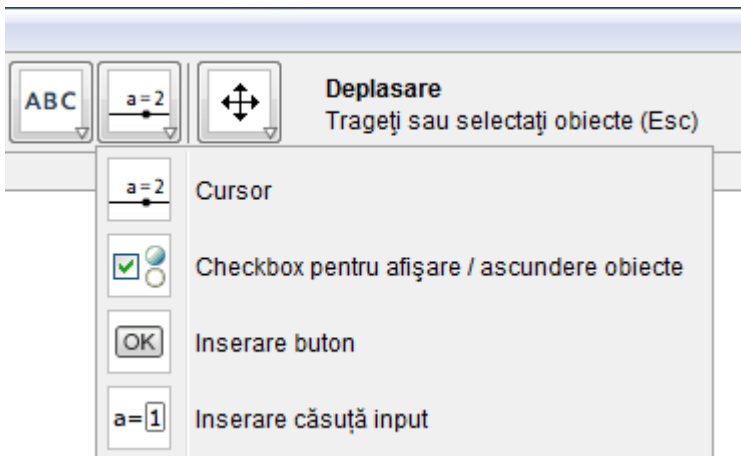 ABC
a=2
Deplasare
Trageţi sau selectaţi obiecte (Esc)
a=2
Cursor
Checkbox pentru afişare / ascundere obiecte
OK
Inserare buton
a=1
Inserare căsuță input